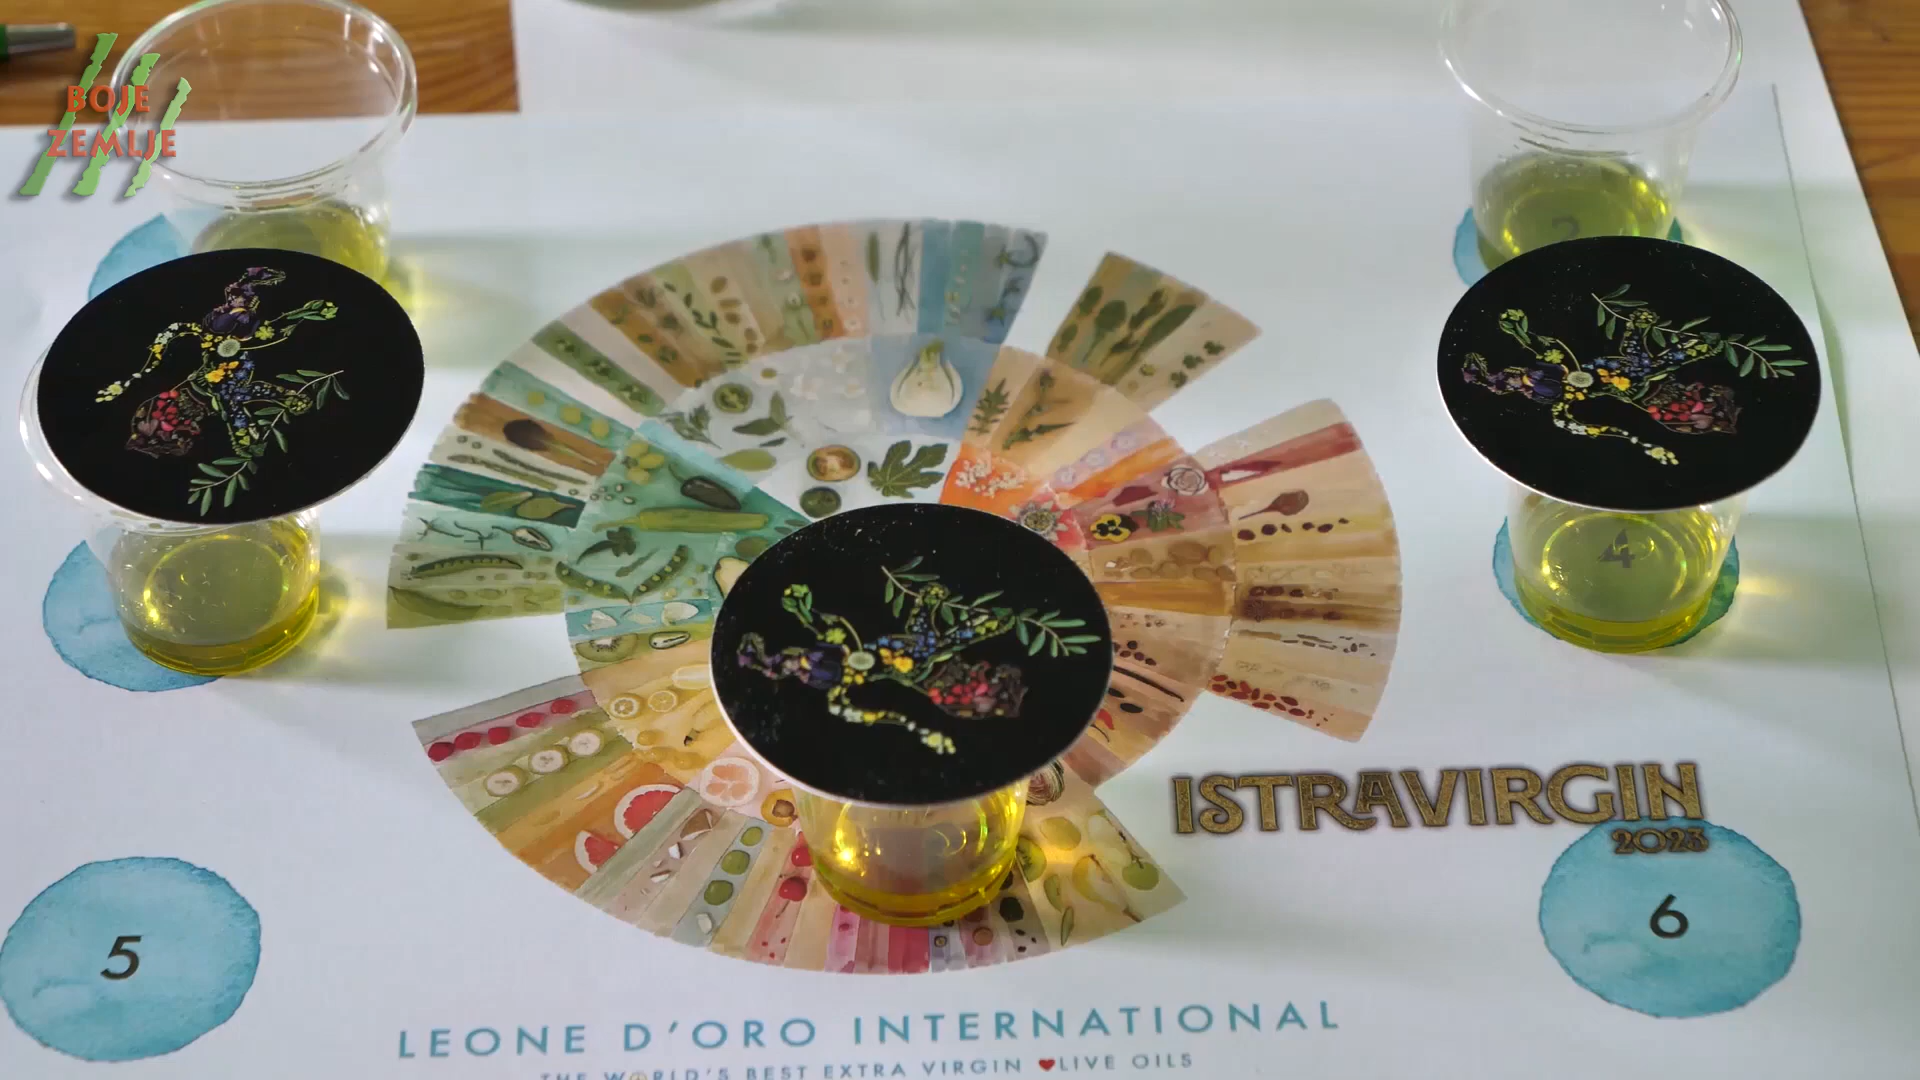 BOJE
ZEMLJE
4
ISTRAVIRGIN
2023
5
6
LEONE D'ORO INTERNATIONAL
THE WORLD'S BEST EXTRA VIRGIN ❤LIVE OILS